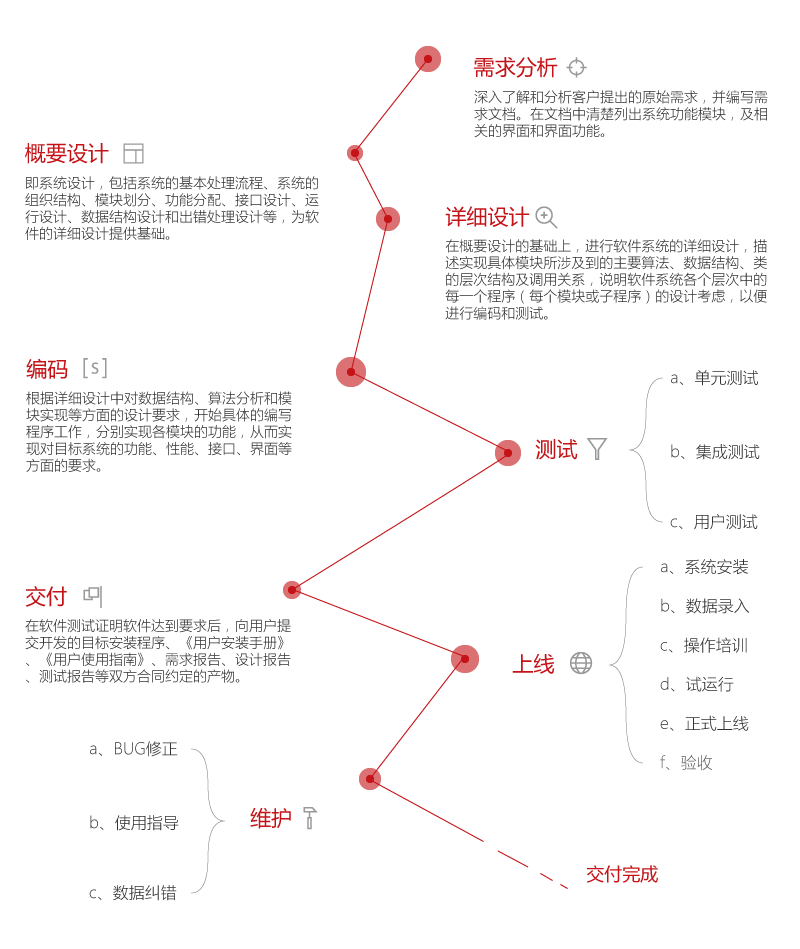 需求分析
深入了解和分析客户提出的原始需求，并编写需
求文档。在文档中清楚列出系统功能模块，及相
关的界面和界面功能。
概要设计
即系统设计，包括系统的基本处理流程、系统的
组织结构、模块划分、功能分配、接口设计、运
行设计、数据结构设计和出错处理设计等，为软
件的详细设计提供基础。
详细设计
在概要设计的基础上，进行软件系统的详细设计，描
述实现具体模块所涉及到的主要算法、数据结构、类
的层次结构及调用关系，说明软件系统各个层次中的
每一个程序（每个模块或子程序）的设计考虑，以便
进行编码和测试。
编码
[S]
根据详细设计中对数据结构、算法分析和模
块实现等方面的设计要求，开始具体的编写
程序工作，分别实现各模块的功能，从而实
现对目标系统的功能、性能、接口、界面等
方面的要求。
测试
a、单元测试
b、集成测试
c、用户测试
交付
在软件测试证明软件达到要求后，向用户提
交开发的目标安装程序、《用户安装手册》
、《用户使用指南》、需求报告、设计报告
、测试报告等双方合同约定的产物。
上线
a、系统安装
b、数据录入
c、操作培训
d、试运行
e、正式上线
f、验收
维护
a、BUG修正
b、使用指导
c、数据纠错
交付完成